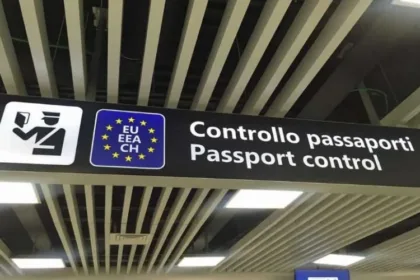 EU
EEA
CH
Controllo passaporti
Passport control